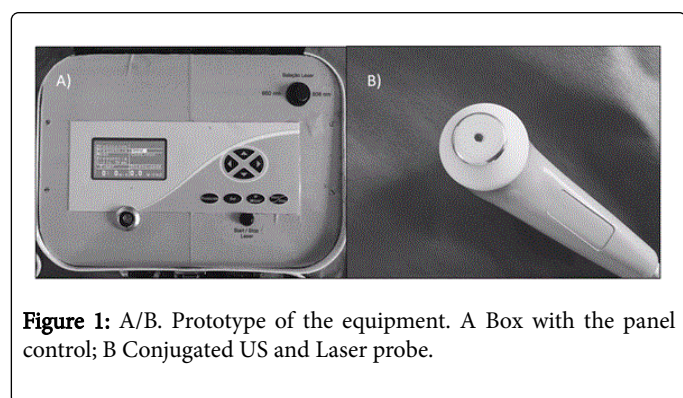 A)
Seleção Laser
660 nm
808 nm
Start / Stop
Laser
B)
Figure 1: A/B. Prototype of the equipment. A Box with the panel
control; B Conjugated US and Laser probe.